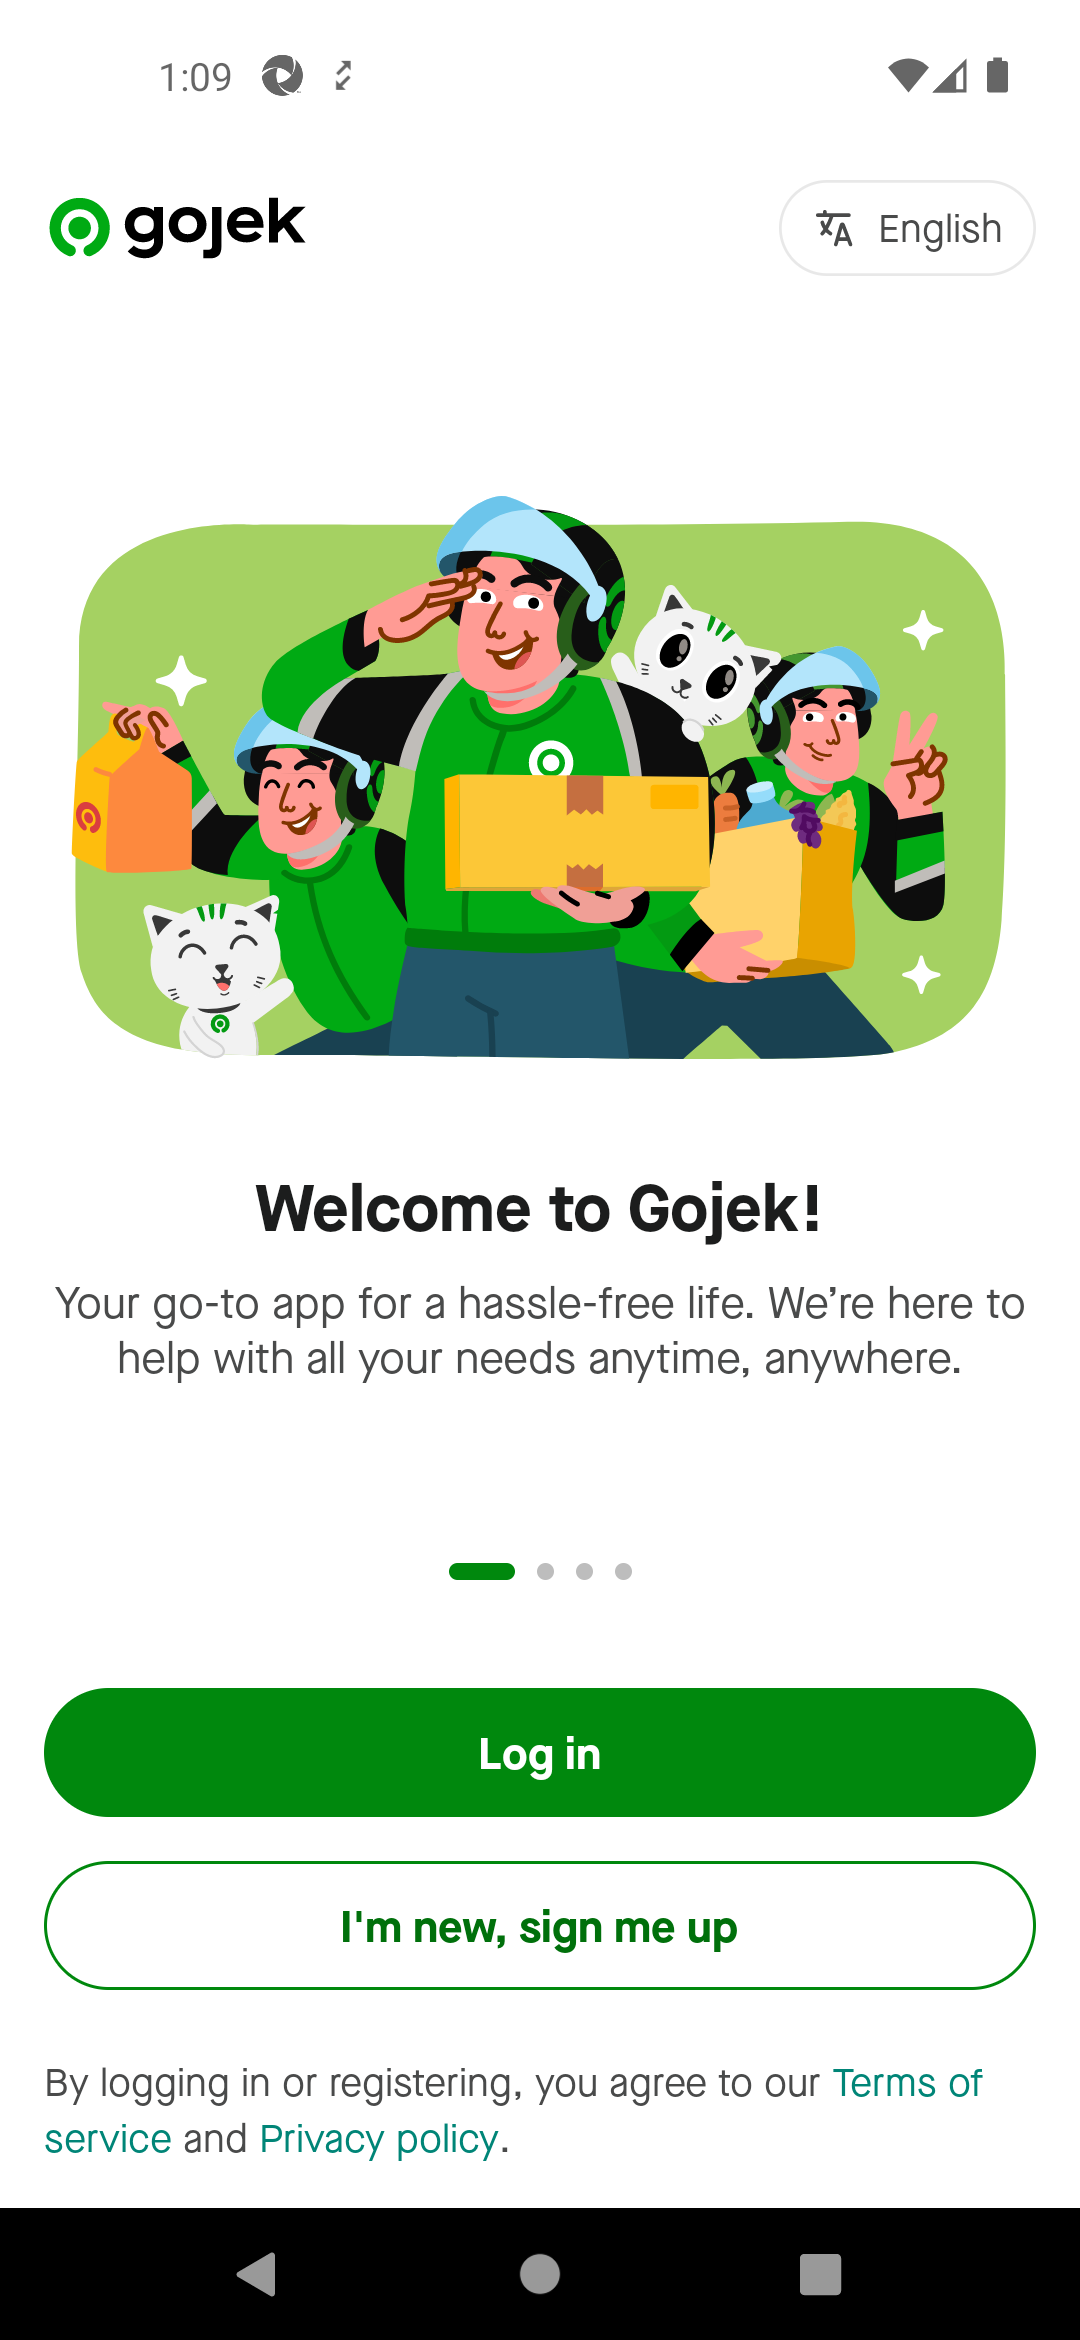 1:09
gojek
English
Welcome to Gojek!
Your go-to app for a hassle-free life. We’re here to
help with all your needs anytime, anywhere.
Log in
I'm new, sign me up
By logging in or registering, you agree to our Terms of
service and Privacy policy.